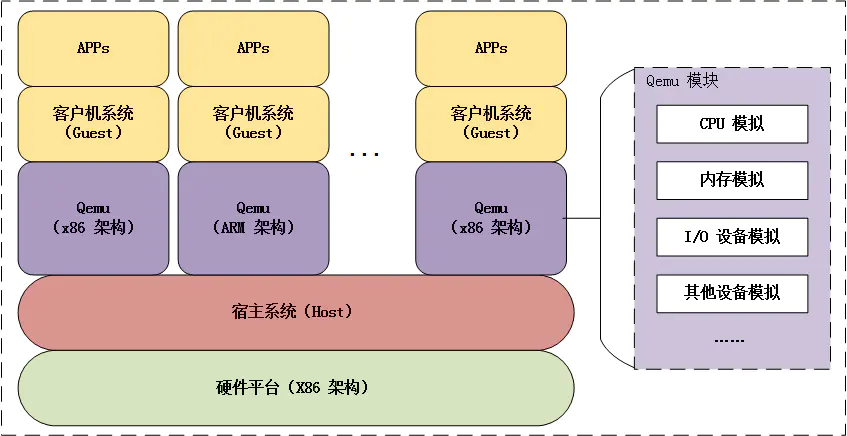 APPs
APPs
APPs
客户机系统
（Guest）
客户机系统
（Guest）
客户机系统
（Guest）
...
Qemu
（x86 架构）
Qemu
（ARM 架构）
Qemu
（x86 架构）
宿主系统（Host）
硬件平台（X86 架构）
Qemu 模块
CPU 模拟
内存模拟
I/O 设备模拟
其他设备模拟
……